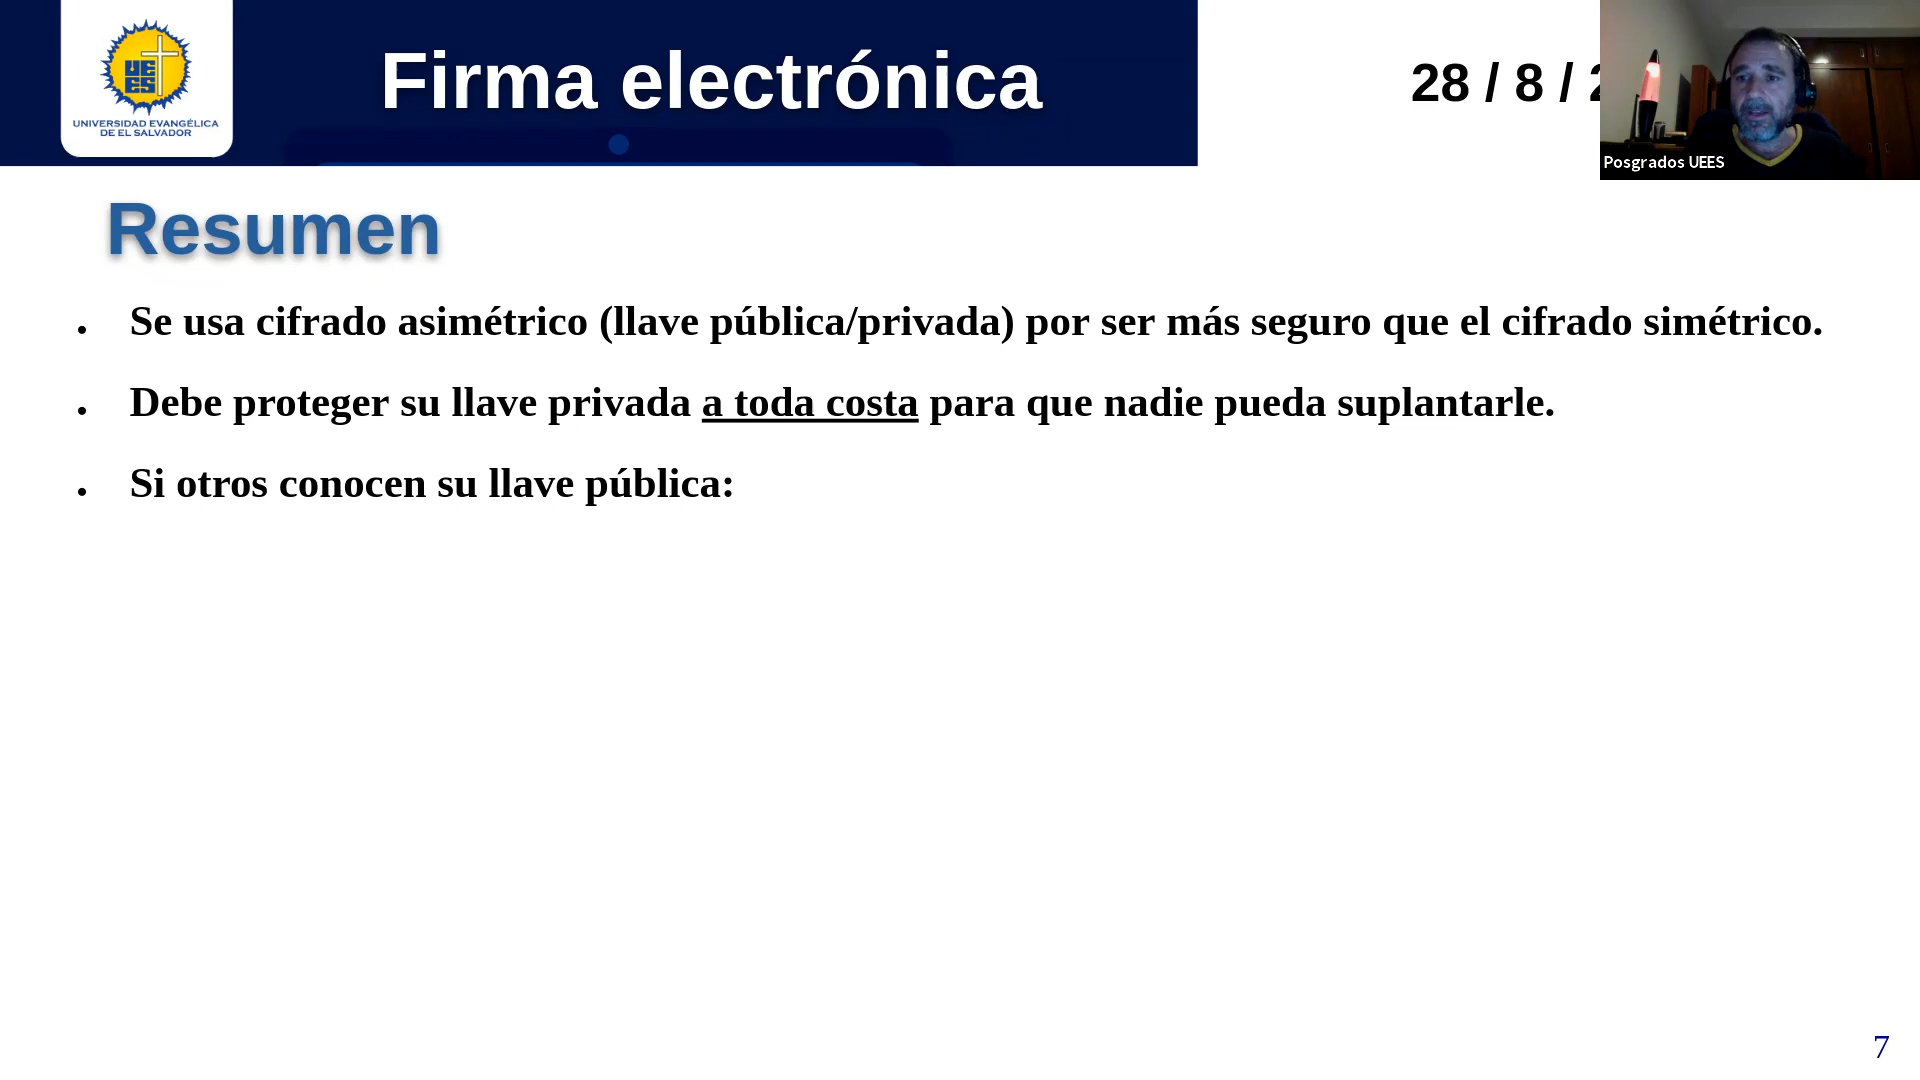 UE
ES
UNIVERSIDAD EVANGÉLICA
DE EL SALVADOR
Firma electrónica
28 / 8 /
Posgrados UEES
Resumen
• Se usa cifrado asimétrico (llave pública/privada) por ser más seguro que el cifrado simétrico.
• Debe proteger su llave privada a toda costa para que nadie pueda suplantarle.
• Si otros conocen su llave pública:
7